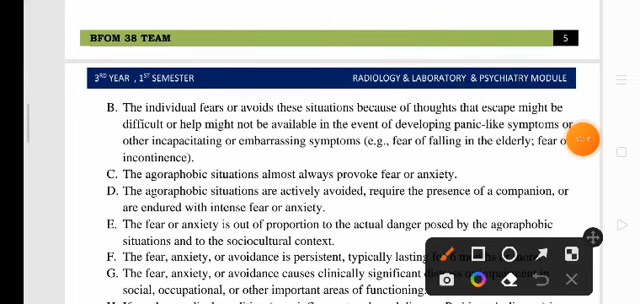 BFOM 38 TEAM
5
3RD YEAR , 1ST SEMESTER RADIOLOGY & LABORATORY & PSYCHIATRY MODULE
B. The individual fears or avoids these situations because of thoughts that escape might be
difficult or help might not be available in the event of developing panic-like symptoms or
other incapacitating or embarrassing symptoms (e.g., fear of falling in the elderly; fear o
incontinence).
C. The agoraphobic situations almost always provoke fear or anxiety.
D. The agoraphobic situations are actively avoided, require the presence of a companion, or
are endured with intense fear or anxiety.
E. The fear or anxiety is out of proportion to the actual danger posed by the agoraphobic
situations and to the sociocultural context.
F. The fear, anxiety, or avoidance is persistent, typically lasting
G. The fear, anxiety, or avoidance causes clinically significant
social, occupational, or other important areas of functioning.